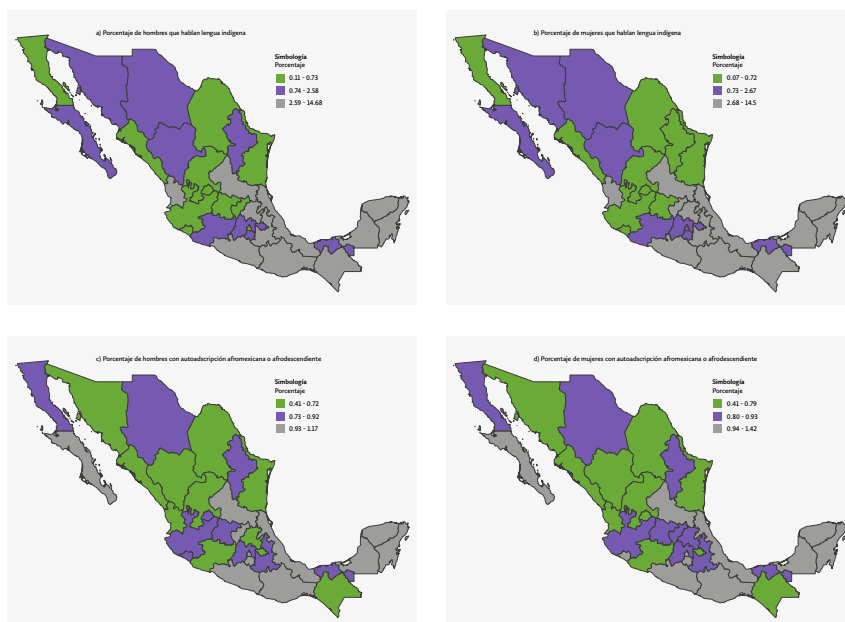 a) Porcentaje de hombres que hablan lengua indígena
Simbología
Porcentaje
0.11 - 0.73
0.74 - 2.58
2.59 - 14.68
b) Porcentaje de mujeres que hablan lengua indígena
Simbología
Porcentaje
0.07 - 0.72
0.73 - 2.67
2.68 - 14.5
c) Porcentaje de hombres con autoadscripción afromexicana o afrodescendiente
Simbología
Porcentaje
0.41 - 0.72
0.73 - 0.92
0.93 - 1.17
d) Porcentaje de mujeres con autoadscripción afromexicana o afrodescendiente
Simbología
Porcentaje
0.41 - 0.79
0.80 - 0.93
0.94 - 1.42